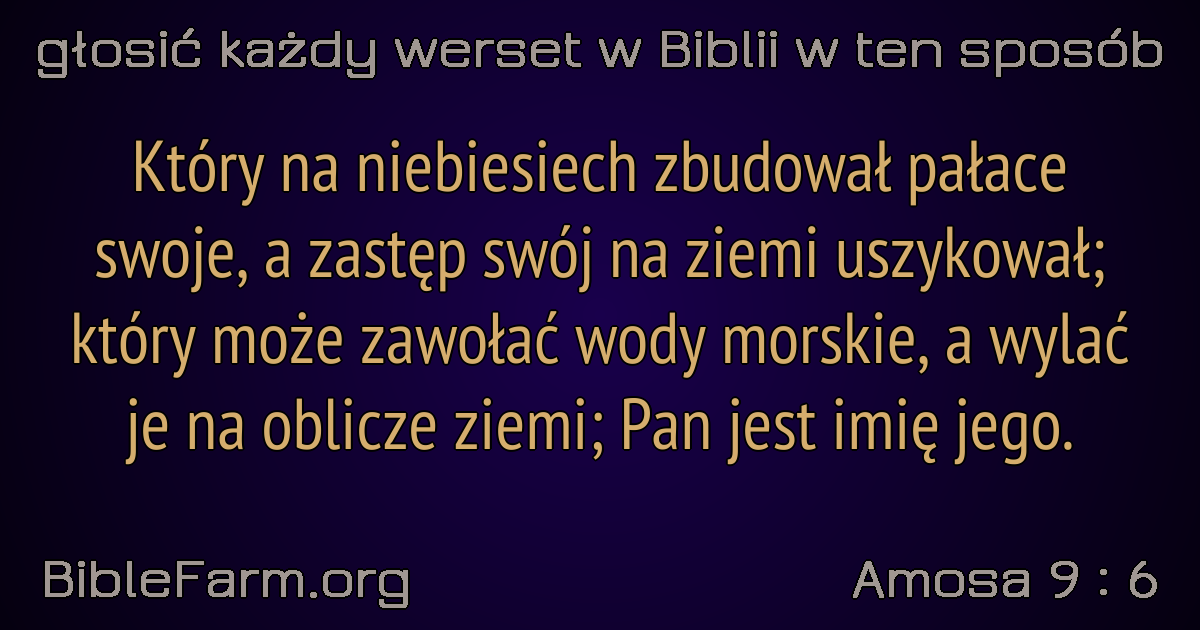 głosić każdy werset w Biblii w ten sposób
Który na niebiesiech zbudował pałace
swoje, a zastęp swój na ziemi uszykował;
który może zawołać wody morskie, a wylać
je na oblicze ziemi; Pan jest imię jego.
BibleFarm.org
Amosa 9 : 6